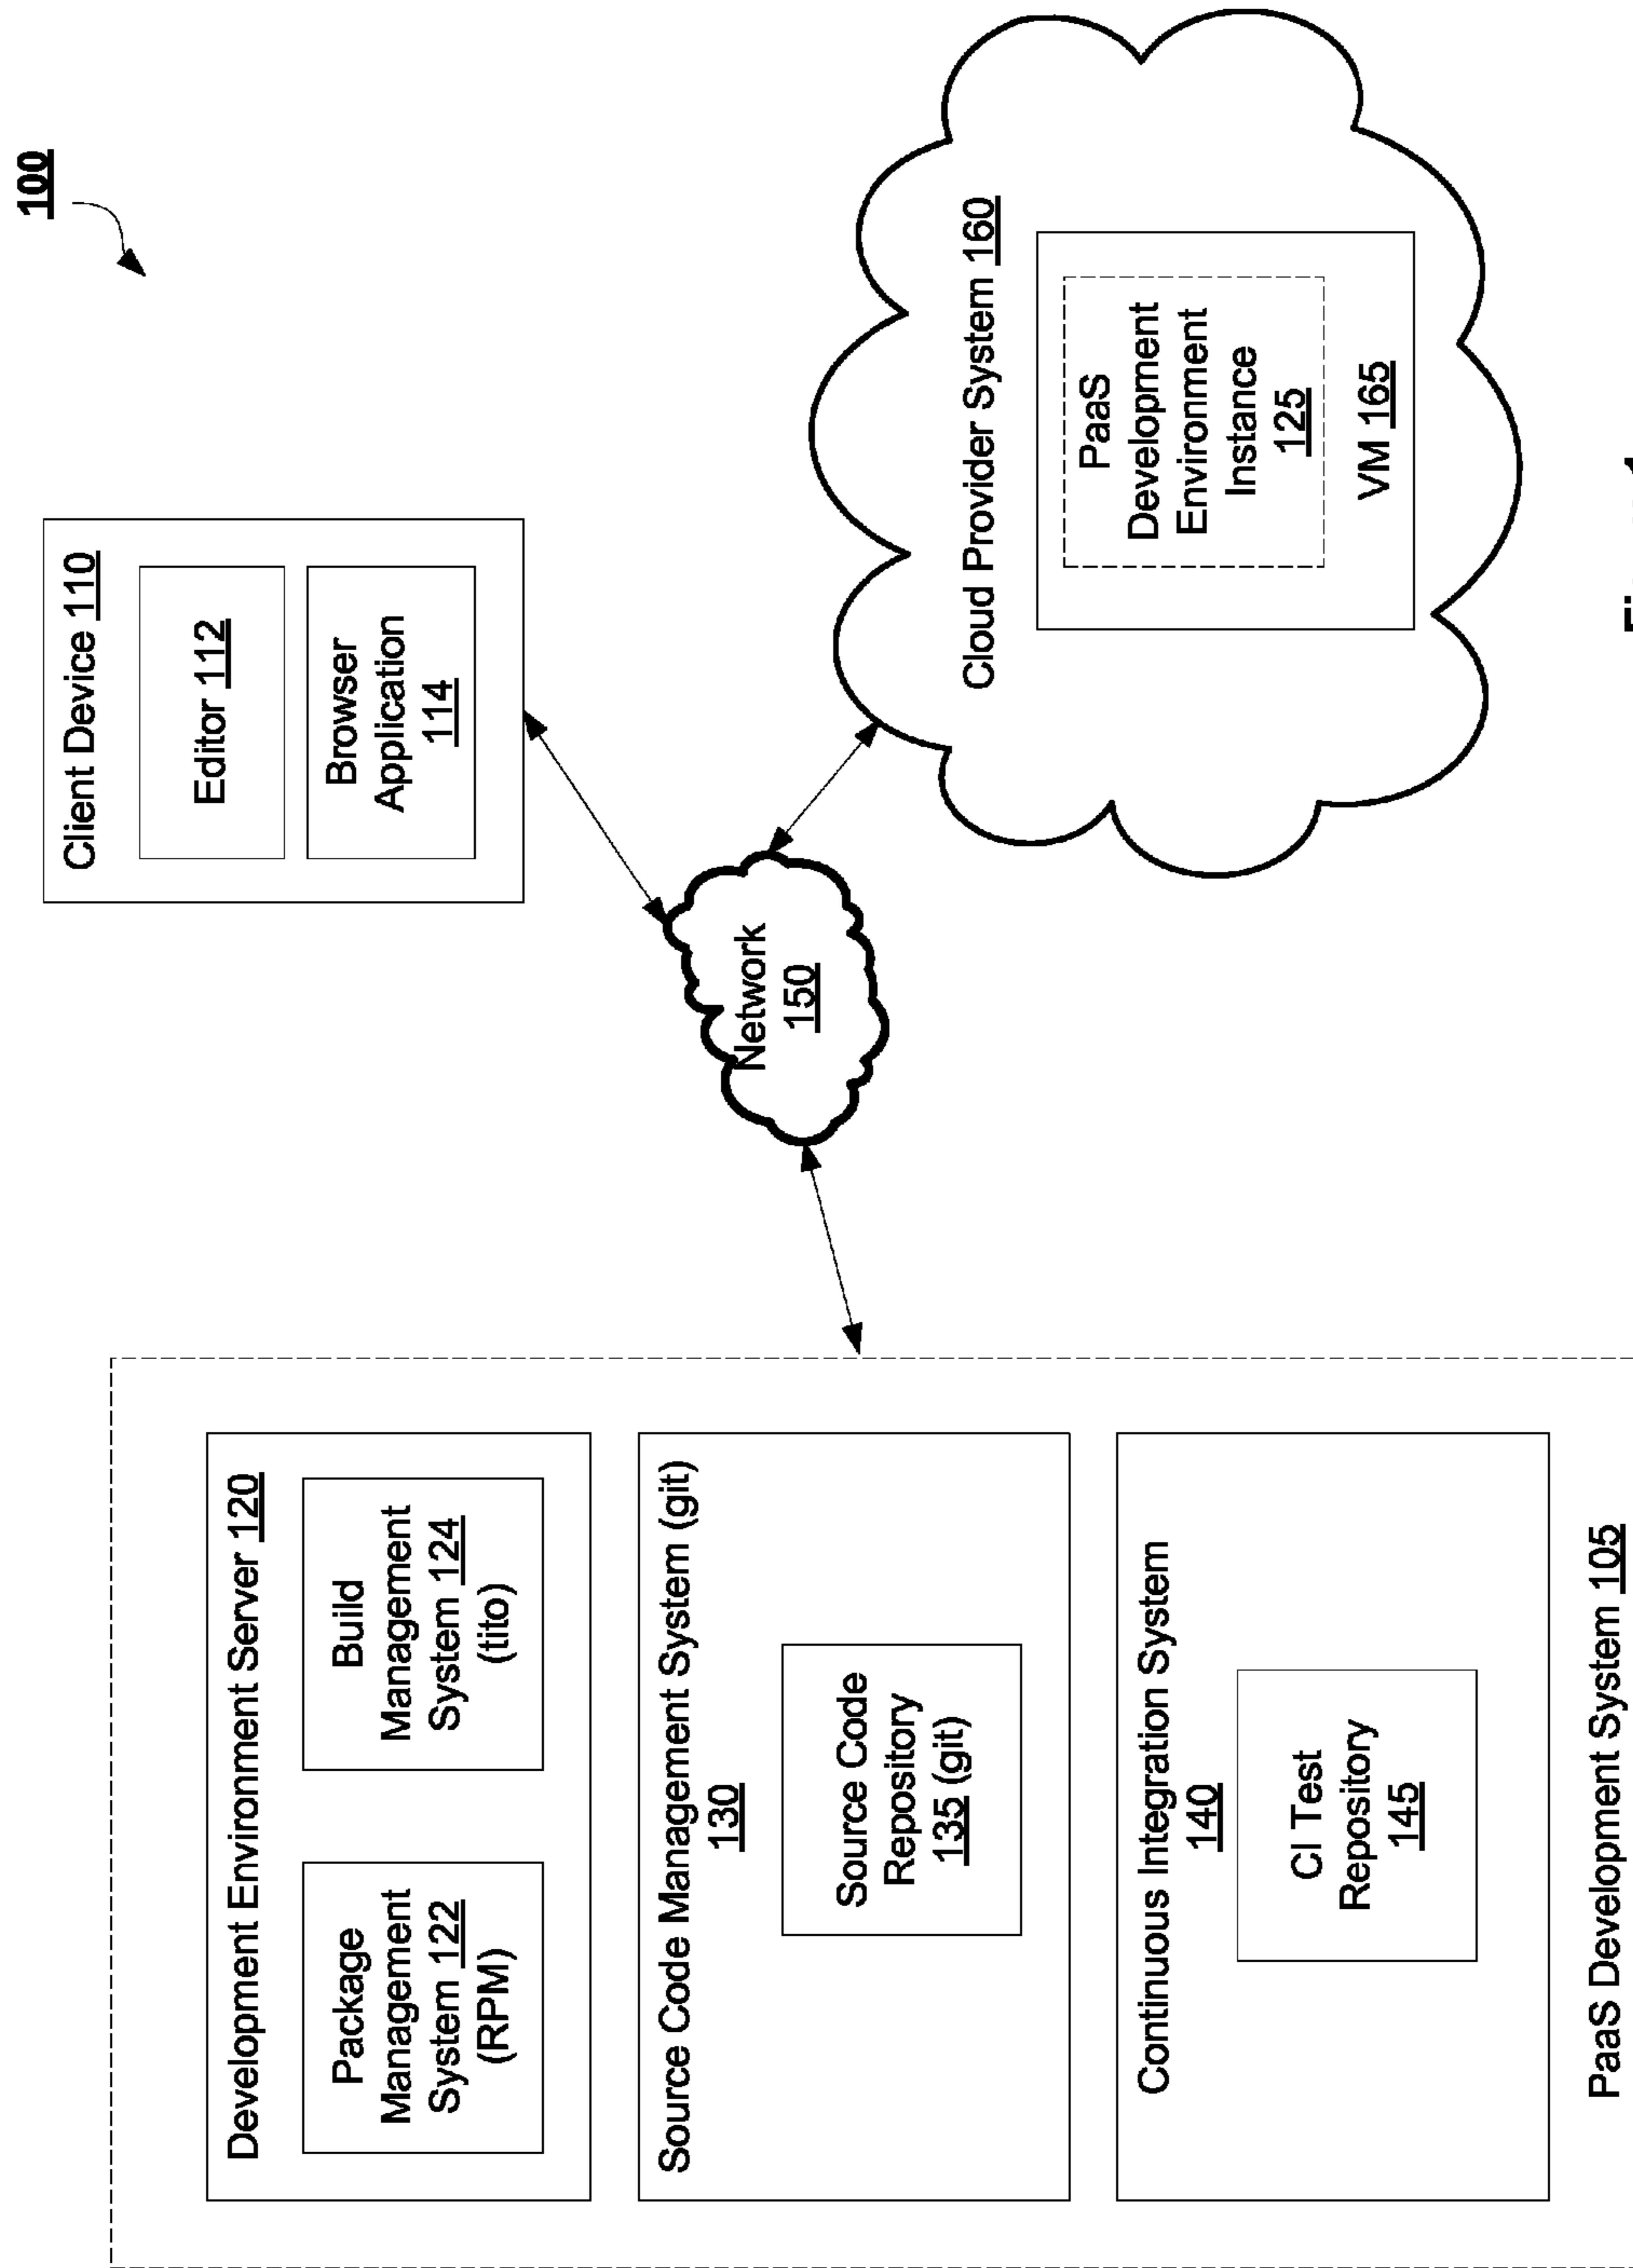 100
Development Environment Server 120
Package
Management
System 122
(RPM)
Build
Management
System 124
(tito)
Source Code Management System (git)
130
Source Code
Repository
135 (git)
Continuous Integration System
140
CI Test
Repository
145
PaaS Development System 105
Network
150
Client Device 110
Editor 112
Browser
Application
114
Cloud Provider System 160
PaaS
Development
Environment
Instance
125
VM 165